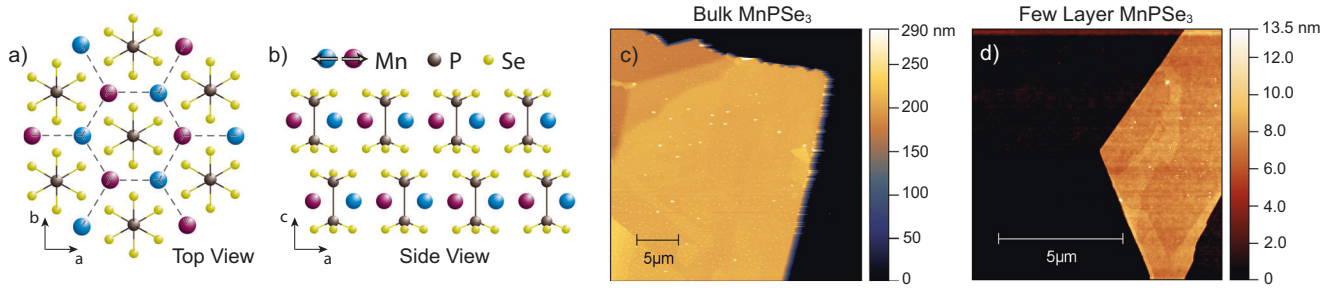 a)
b
a
Top View
b)
Mn
P
Se
c
a
Side View
Bulk MnPSe₃
c)
5µm
290 nm
250
200
150
100
50
0
Few Layer MnPSe₃
d)
5µm
13.5 nm
12.0
10.0
8.0
6.0
4.0
2.0
0